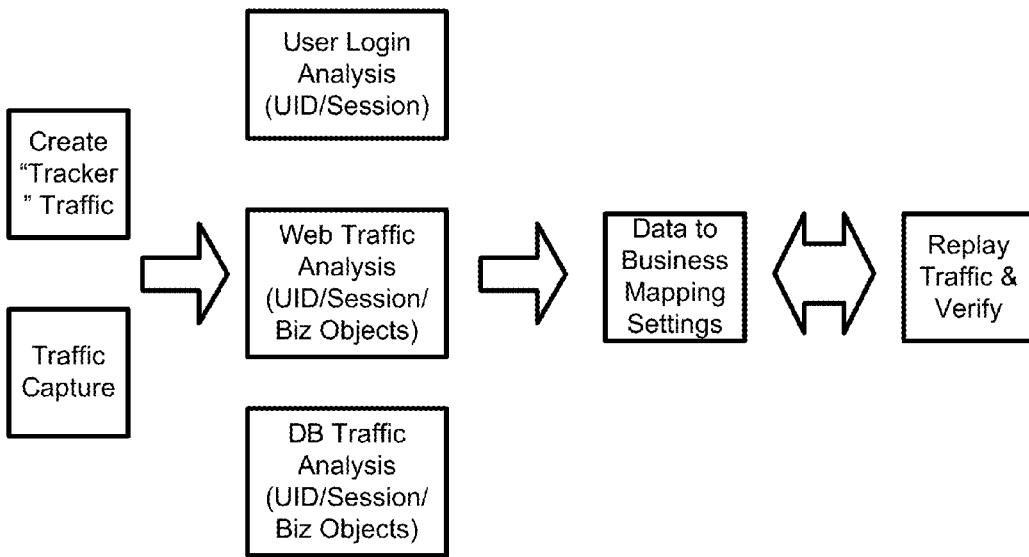 Create
“Tracker
” Traffic
Traffic
Capture
User Login
Analysis
(UID/Session)
Web Traffic
Analysis
(UID/Session/
Biz Objects)
DB Traffic
Analysis
(UID/Session/
Biz Objects)
Data to
Business
Mapping
Settings
Replay
Traffic &
Verify